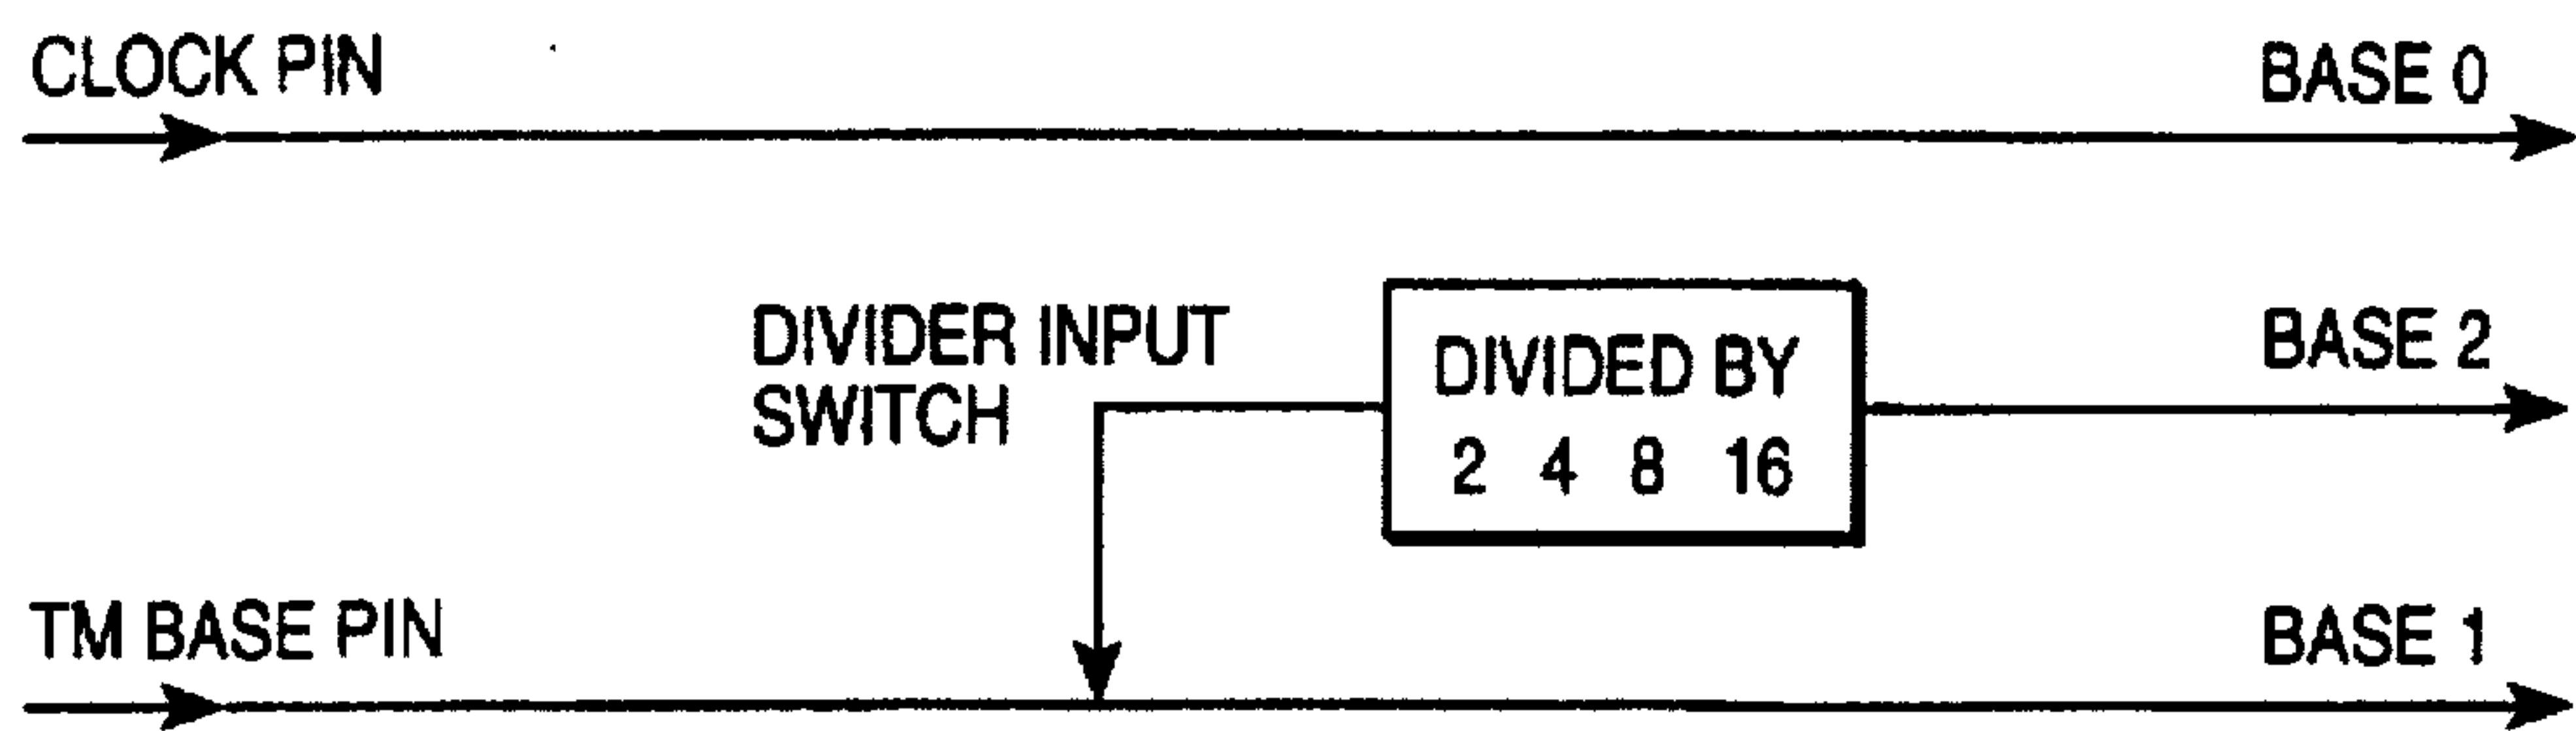 CLOCK PIN
BASE 0
DIVIDER INPUT
SWITCH
DIVIDED BY
2 4 8 16
BASE 2
TM BASE PIN
BASE 1